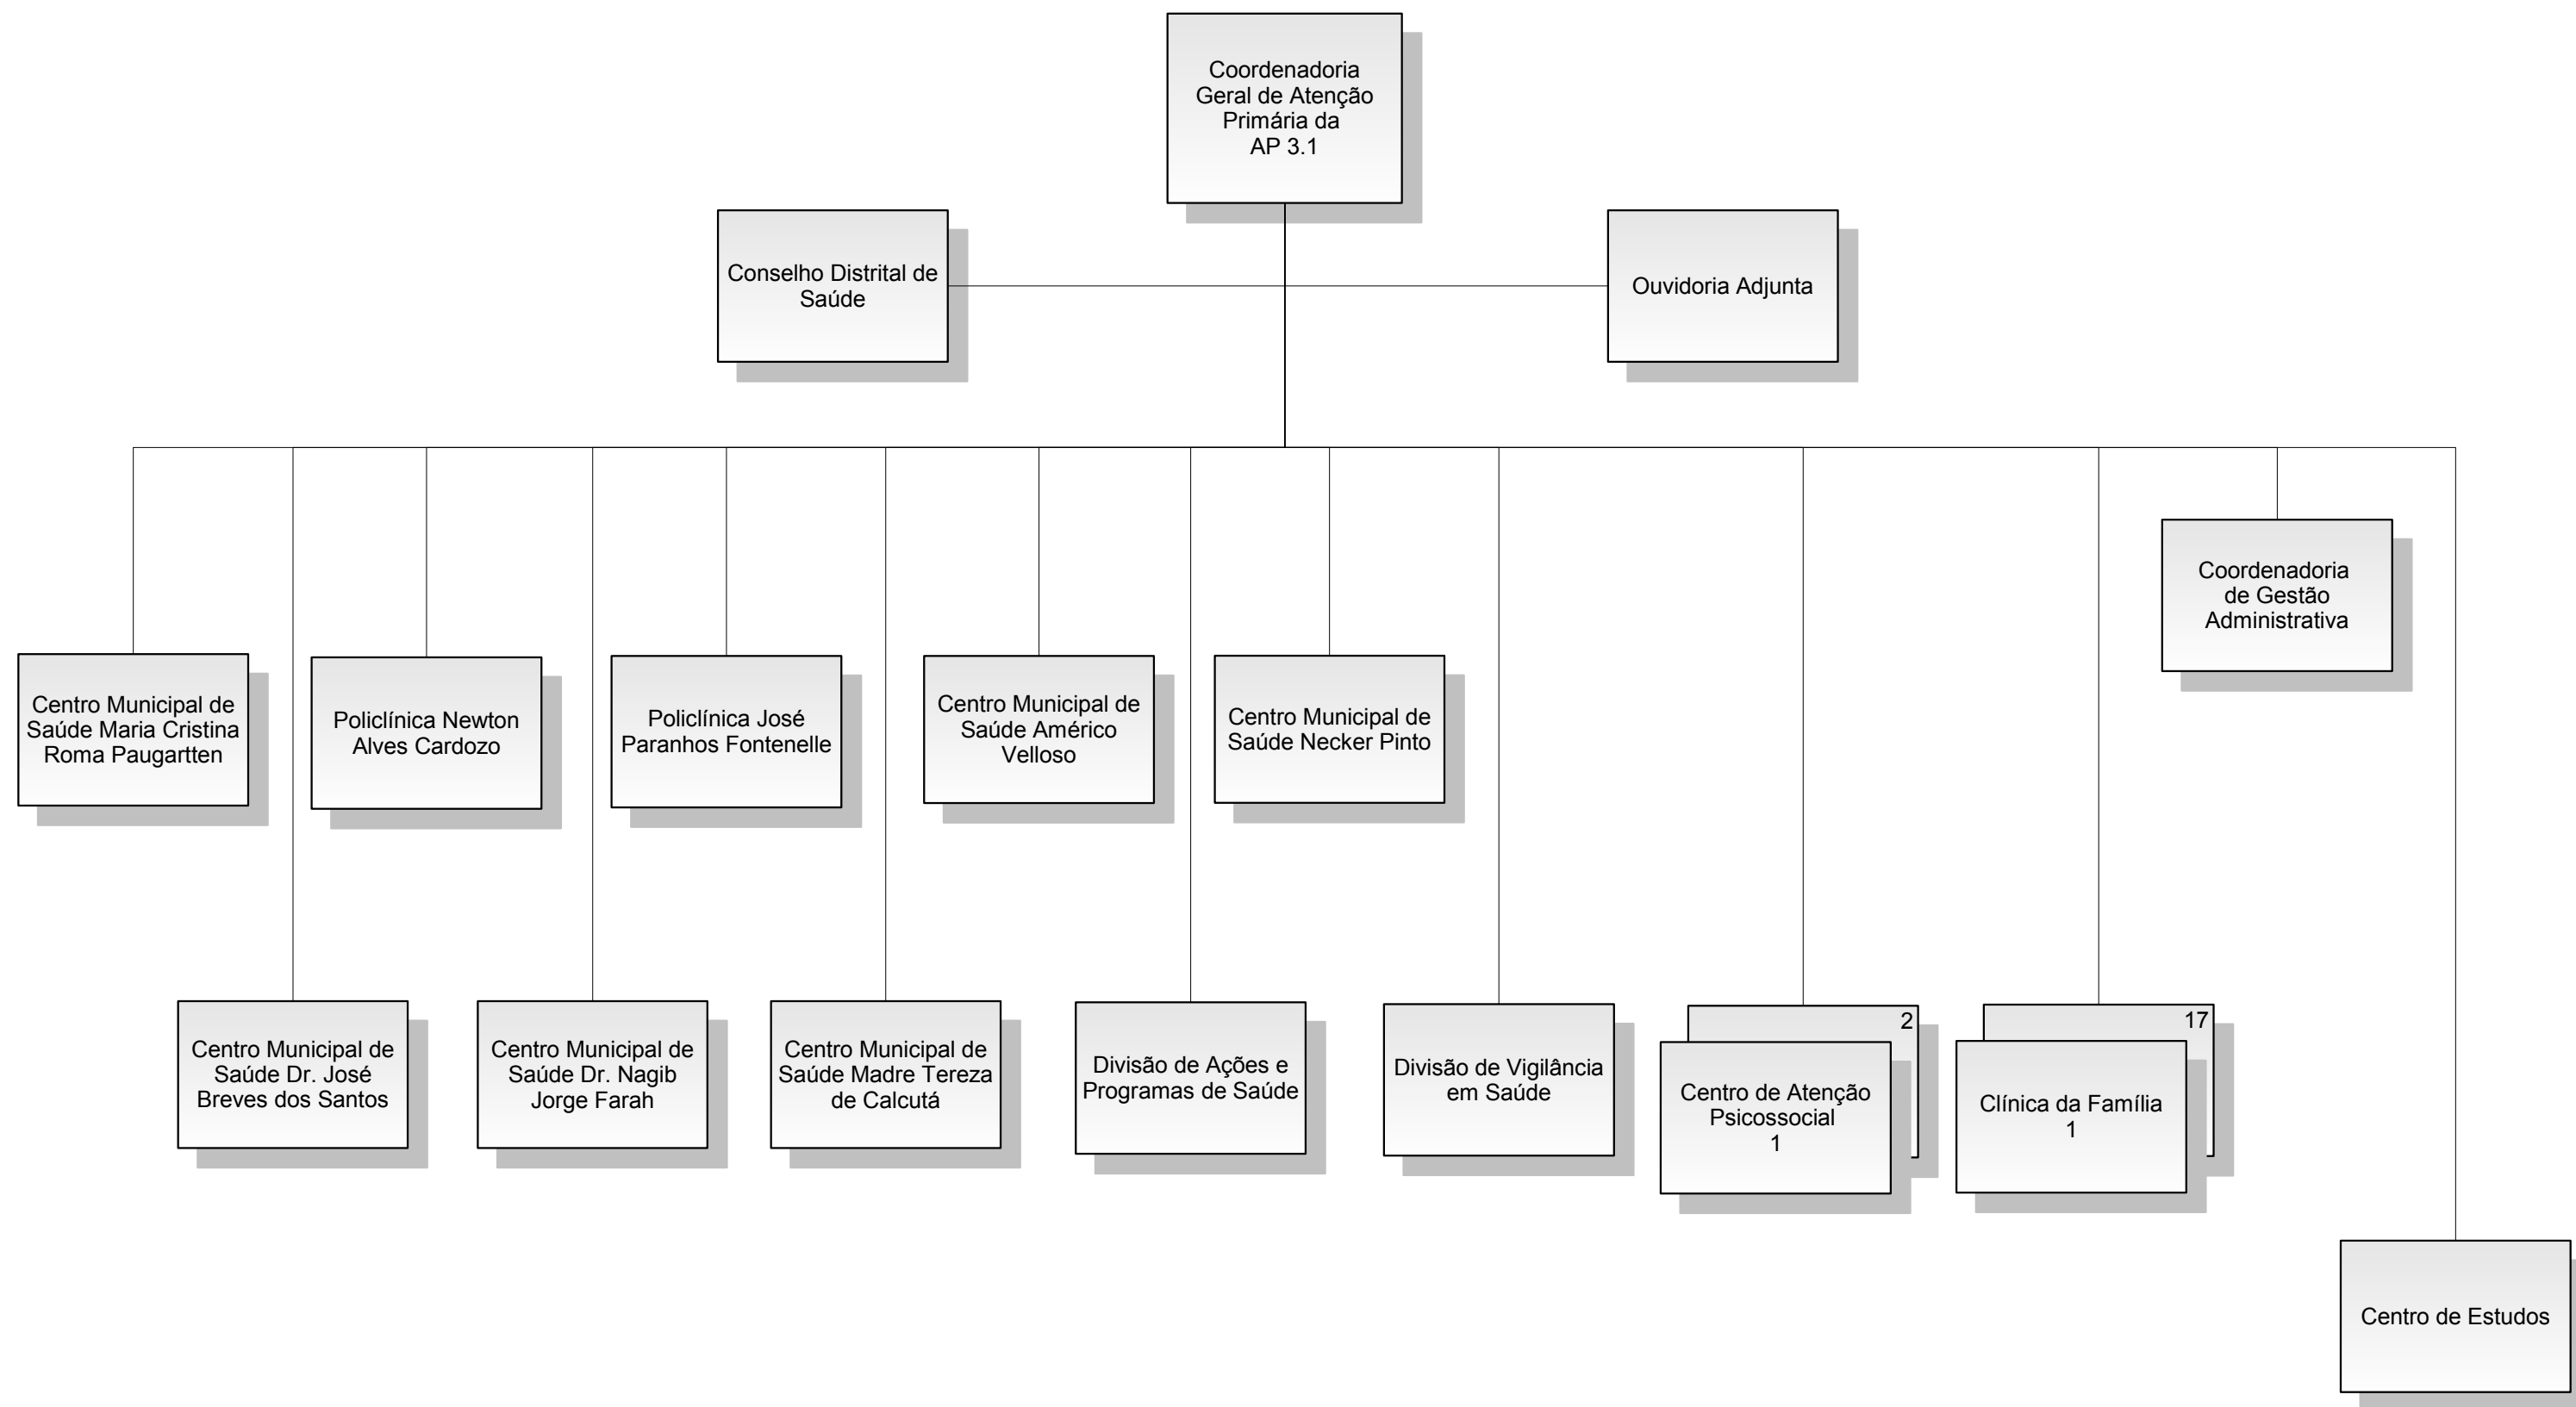 Coordenadoria
Geral de Atenção
Primária da
AP 3.1
Conselho Distrital de
Saúde
Ouvidoria Adjunta
Coordenadoria
de Gestão
Administrativa
Centro Municipal de
Saúde Maria Cristina
Roma Paugartten
Policlínica Newton
Alves Cardozo
Policlínica José
Paranhos Fontenelle
Centro Municipal de
Saúde Américo
Velloso
Centro Municipal de
Saúde Necker Pinto
Centro Municipal de
Saúde Dr. José
Breves dos Santos
Centro Municipal de
Saúde Dr. Nagib
Jorge Farah
Centro Municipal de
Saúde Madre Tereza
de Calcutá
Divisão de Ações e
Programas de Saúde
Divisão de Vigilância
em Saúde
2
Centro de Atenção
Psicossocial
1
17
Clínica da Família
1
Centro de Estudos